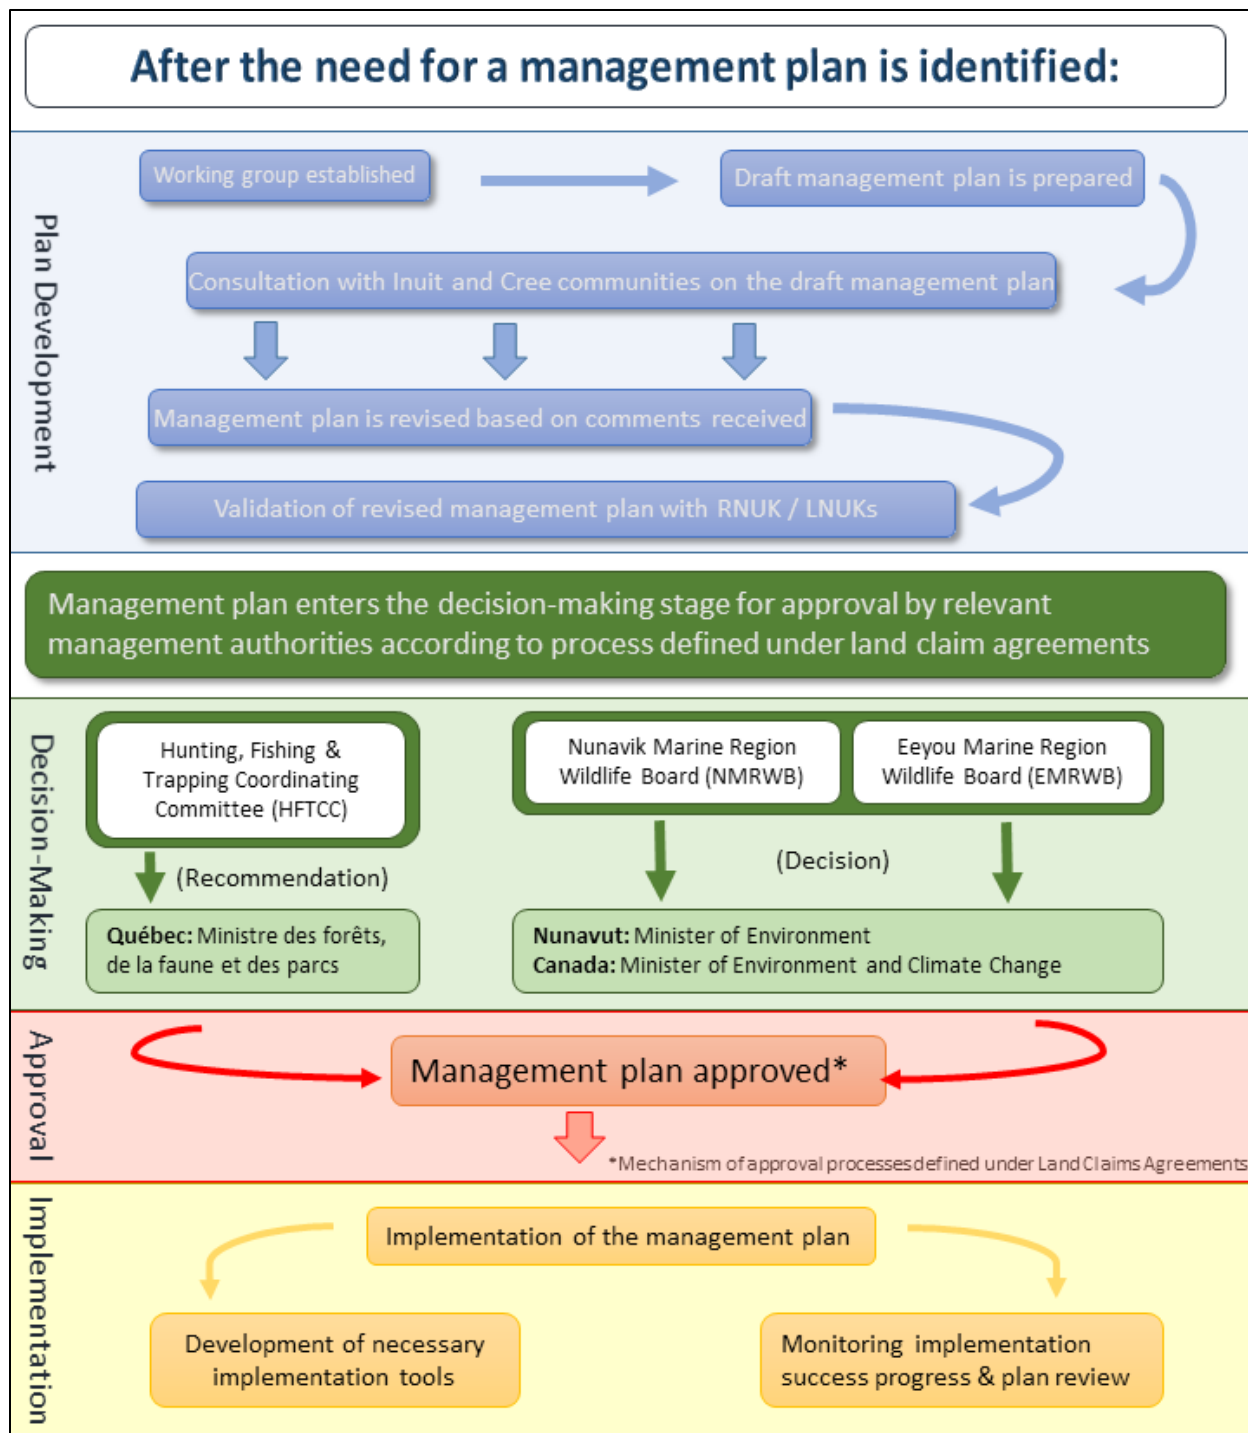 After the need for a management plan is identified:
Plan Development
Working group established
Draft management plan is prepared
Consultation with Inuit and Cree communities on the draft management plan
Management plan is revised based on comments received
Validation of revised management plan with RNUK / LNUKs
Management plan enters the decision-making stage for approval by relevant
management authorities according to process defined under land claim agreements
Decision-Making
Hunting, Fishing &
Trapping Coordinating
Committee (HFTCC)
Nunavik Marine Region
Wildlife Board (NMRWB)
Eeyou Marine Region
Wildlife Board (EMRWB)
(Recommendation)
(Decision)
Québec: Ministre des forêts,
de la faune et des parcs
Nunavut: Minister of Environment
Canada: Minister of Environment and Climate Change
Approval
Management plan approved*
*Mechanism of approval processes defined under Land Claims Agreements
Implementation
Implementation of the management plan
Development of necessary
implementation tools
Monitoring implementation
success progress & plan review